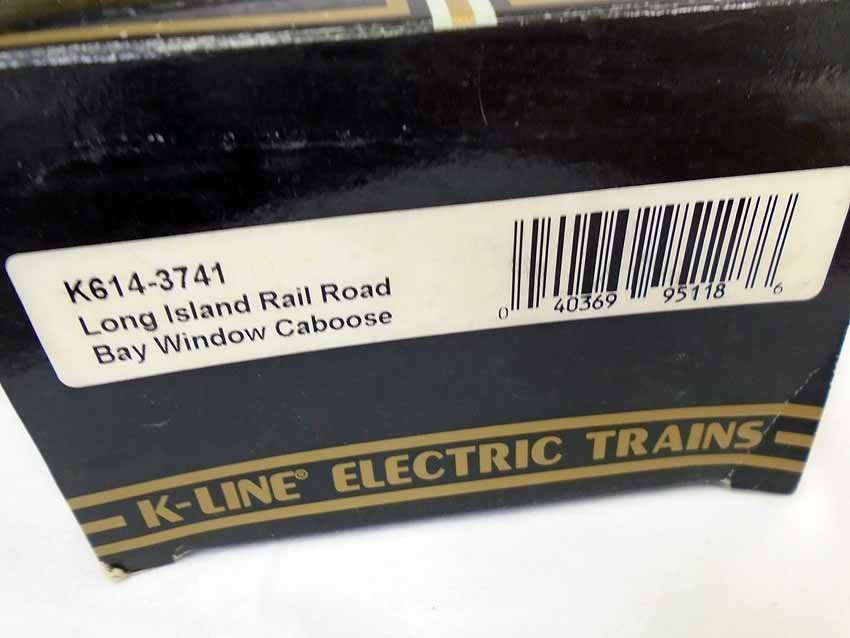 K614-3741
Long Island Rail Road
Bay Window Caboose
0 40369 95118 6
K-LINE® ELECTRIC TRAINS